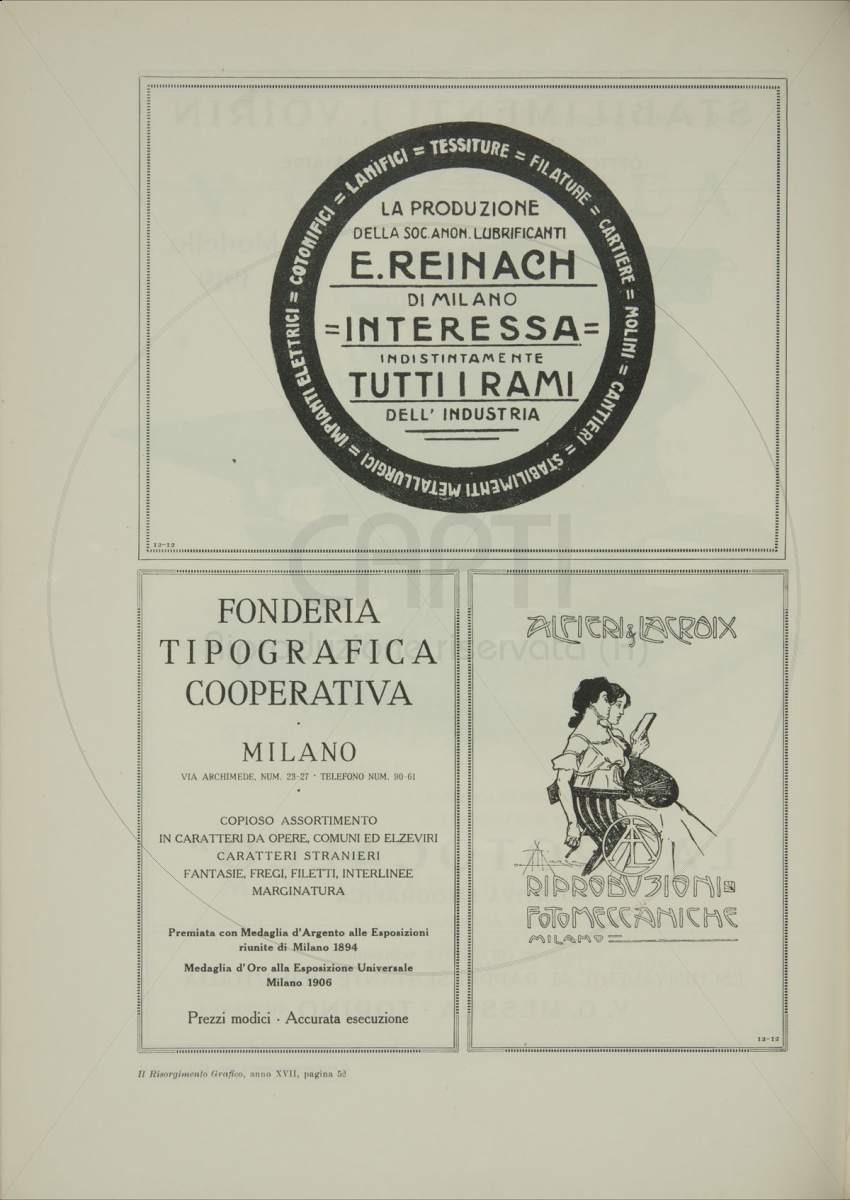 LANIFICI = TESSITURE = FILATURE = CARTIERE = MOLINI = CANTIERI = STABILIMENTI METALLURGICI = IMPIANTI ELETTRICI = COTONIFICI =
LA PRODUZIONE
DELLA SOC. ANON. LUBRIFICANTI
E. REINACH
DI MILANO
=INTERESSA=
INDISTINTAMENTE
TUTTI I RAMI
DELL' INDUSTRIA
12-12
FONDERIA
TIPOGRAFICA
COOPERATIVA
MILANO
VIA ARCHIMEDE, NUM. 23-27 · TELEFONO NUM. 90-61
COPIOSO ASSORTIMENTO
IN CARATTERI DA OPERE, COMUNI ED ELZEVIRI
CARATTERI STRANIERI
FANTASIE, FREGI, FILETTI, INTERLINEE
MARGINATURA
Premiata con Medaglia d'Argento alle Esposizioni
riunite di Milano 1894
Medaglia d'Oro alla Esposizione Universale
Milano 1906
Prezzi modici · Accurata esecuzione
ALFIERI & LACROIX
RIPRODUZIONI
FOTOMECCANICHE
MILANO
12-12
Il Risorgimento Grafico, anno XVII, pagina 52
CAPTI
Riproduzione riservata (H)